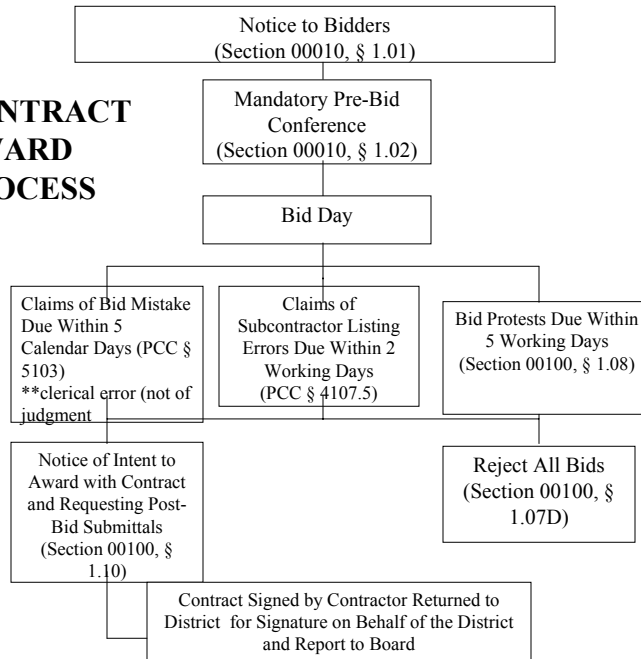 Notice to Bidders
(Section 00010, § 1.01)
NTRACT
ARD
OCESS
Mandatory Pre-Bid
Conference
(Section 00010, § 1.02)
Bid Day
Claims of Bid Mistake
Due Within 5
Calendar Days (PCC §
5103)
**clerical error (not of
judgment
Claims of
Subcontractor Listing
Errors Due Within 2
Working Days
(PCC § 4107.5)
Bid Protests Due Within
5 Working Days
(Section 00100, § 1.08)
Notice of Intent to
Award with Contract
and Requesting Post-
Bid Submittals
(Section 00100, §
1.10)
Reject All Bids
(Section 00100, §
1.07D)
Contract Signed by Contractor Returned to
District for Signature on Behalf of the District
and Report to Board